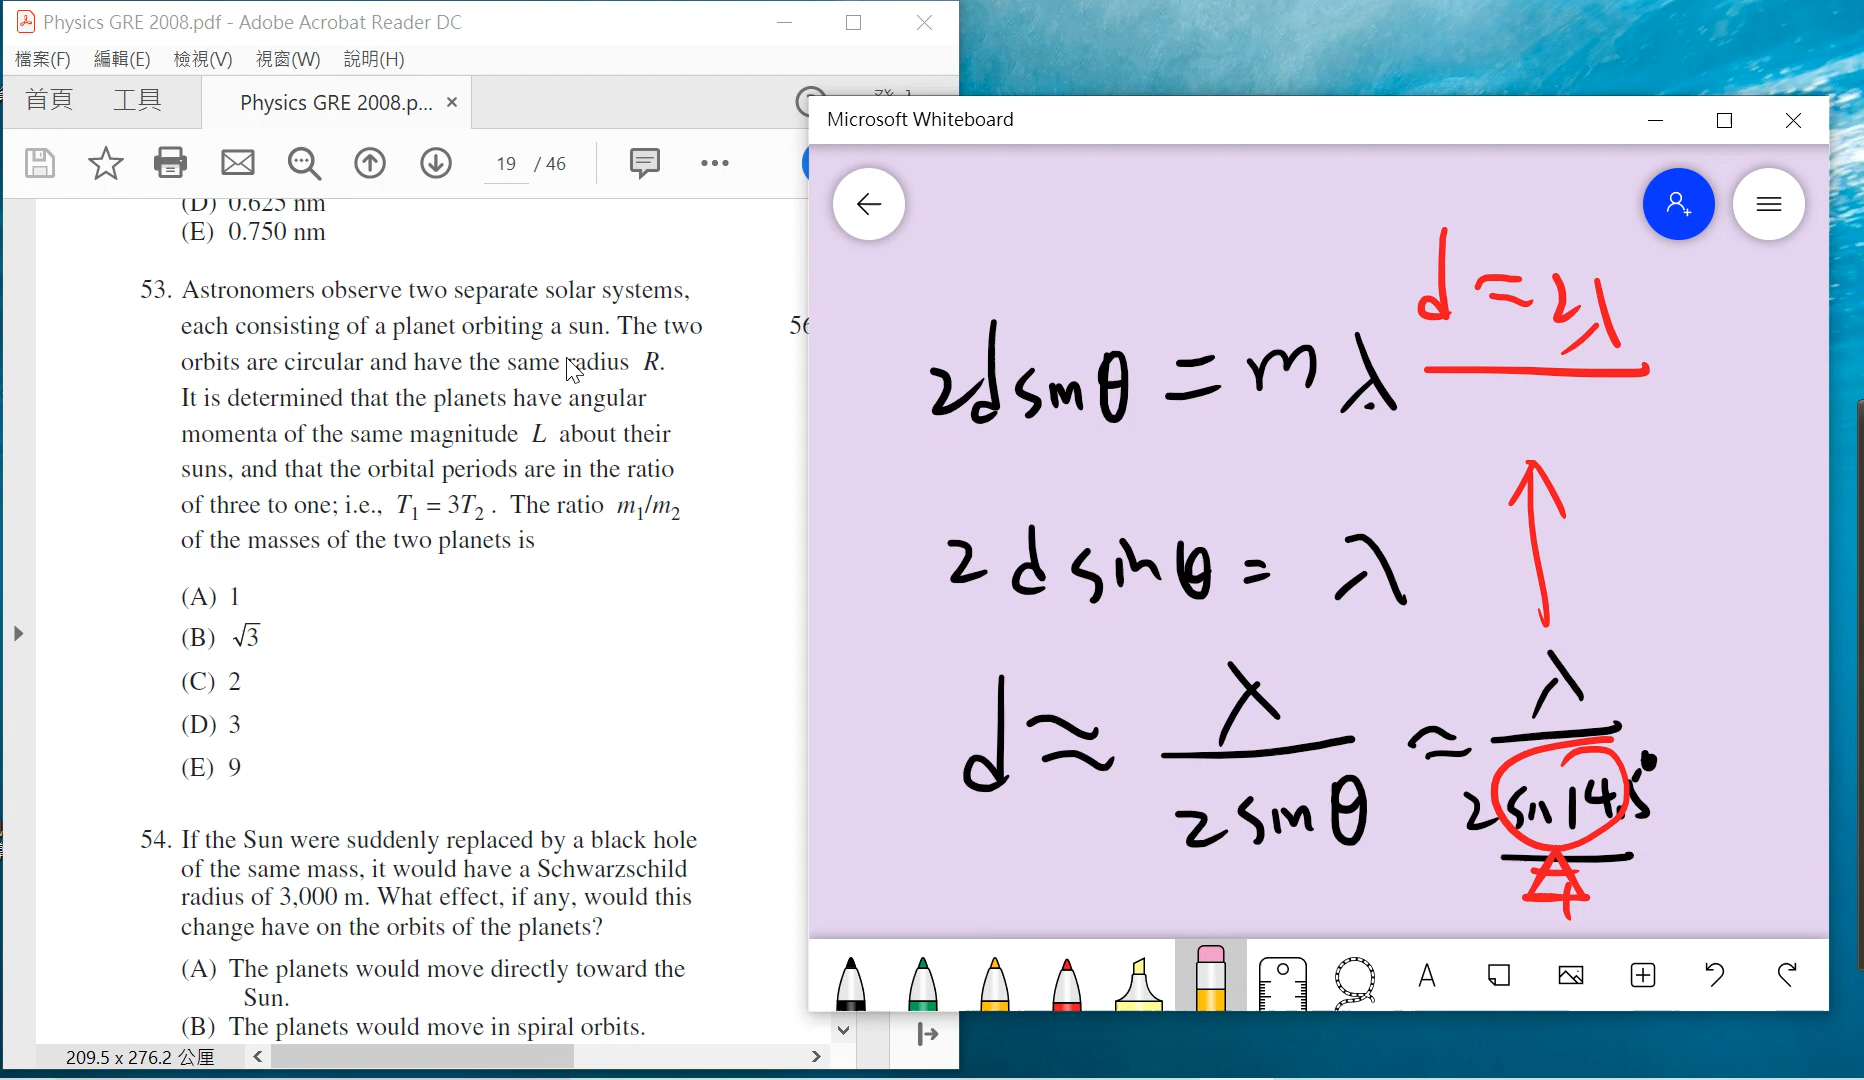 Physics GRE 2008.pdf - Adobe Acrobat Reader DC
檔案(F) 編輯(E) 檢視(V) 視窗(W) 說明(H)
首頁 工具 Physics GRE 2008.p... ×
19 / 46
(D) 0.625 nm
(E) 0.750 nm
53. Astronomers observe two separate solar systems,
each consisting of a planet orbiting a sun. The two
orbits are circular and have the same radius R.
It is determined that the planets have angular
momenta of the same magnitude L about their
suns, and that the orbital periods are in the ratio
of three to one; i.e., T₁ = 3T₂ . The ratio m₁/m₂
of the masses of the two planets is
(A) 1
(B) √3
(C) 2
(D) 3
(E) 9
54. If the Sun were suddenly replaced by a black hole
of the same mass, it would have a Schwarzschild
radius of 3,000 m. What effect, if any, would this
change have on the orbits of the planets?
(A) The planets would move directly toward the
Sun.
(B) The planets would move in spiral orbits.
209.5 x 276.2 公厘
Microsoft Whiteboard
d ≈ 2λ
2d sinθ = mλ
2d sinθ = λ
d ≈ λ / 2 sinθ ≈ λ / 2 sin 14.5°
A